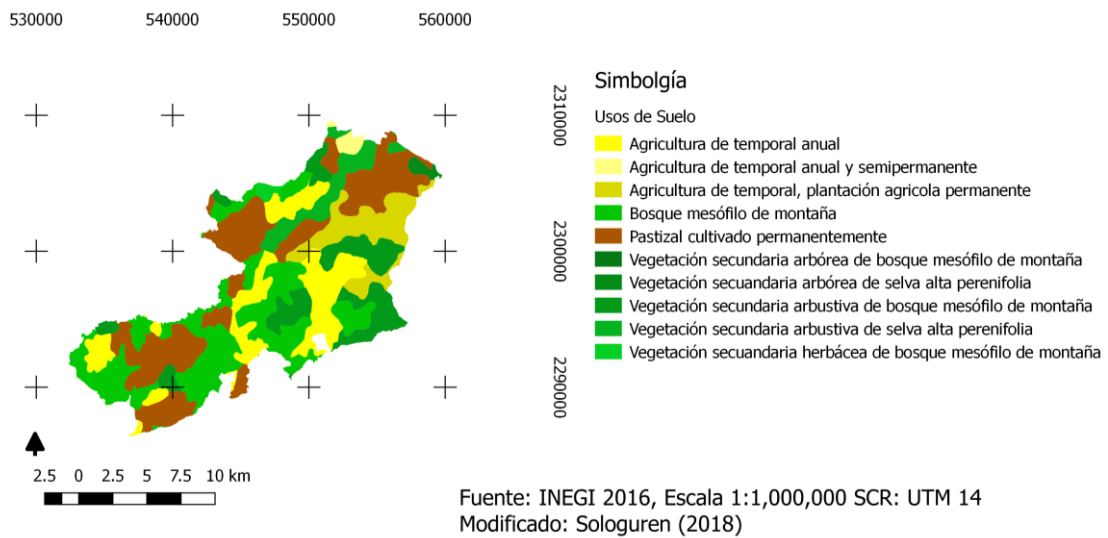 530000 540000 550000 560000
2310000
2300000
2290000
Simbolgía
Usos de Suelo
Agricultura de temporal anual
Agricultura de temporal anual y semipermanente
Agricultura de temporal, plantación agricola permanente
Bosque mesófilo de montaña
Pastizal cultivado permanentemente
Vegetación secundaria arbórea de bosque mesófilo de montaña
Vegetación secuandaria arbórea de selva alta perenifolia
Vegetación secuandaria arbustiva de bosque mesófilo de montaña
Vegetación secuandaria arbustiva de selva alta perenifolia
Vegetación secuandaria herbácea de bosque mesófilo de montaña
2.5 0 2.5 5 7.5 10 km
Fuente: INEGI 2016, Escala 1:1,000,000 SCR: UTM 14
Modificado: Sologuren (2018)